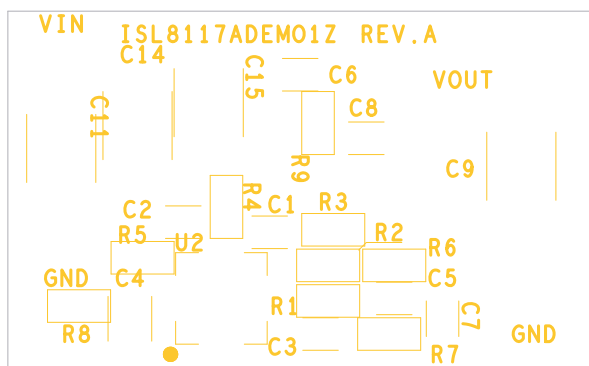 VIN
ISL8117ADEMO1Z REV.A
C14
C15
C6
VOUT
C11
C8
R9
C9
R4
C2
C1
R3
R5
U2
R2
R6
GND
C4
C5
R1
C7
R8
C3
R7
GND